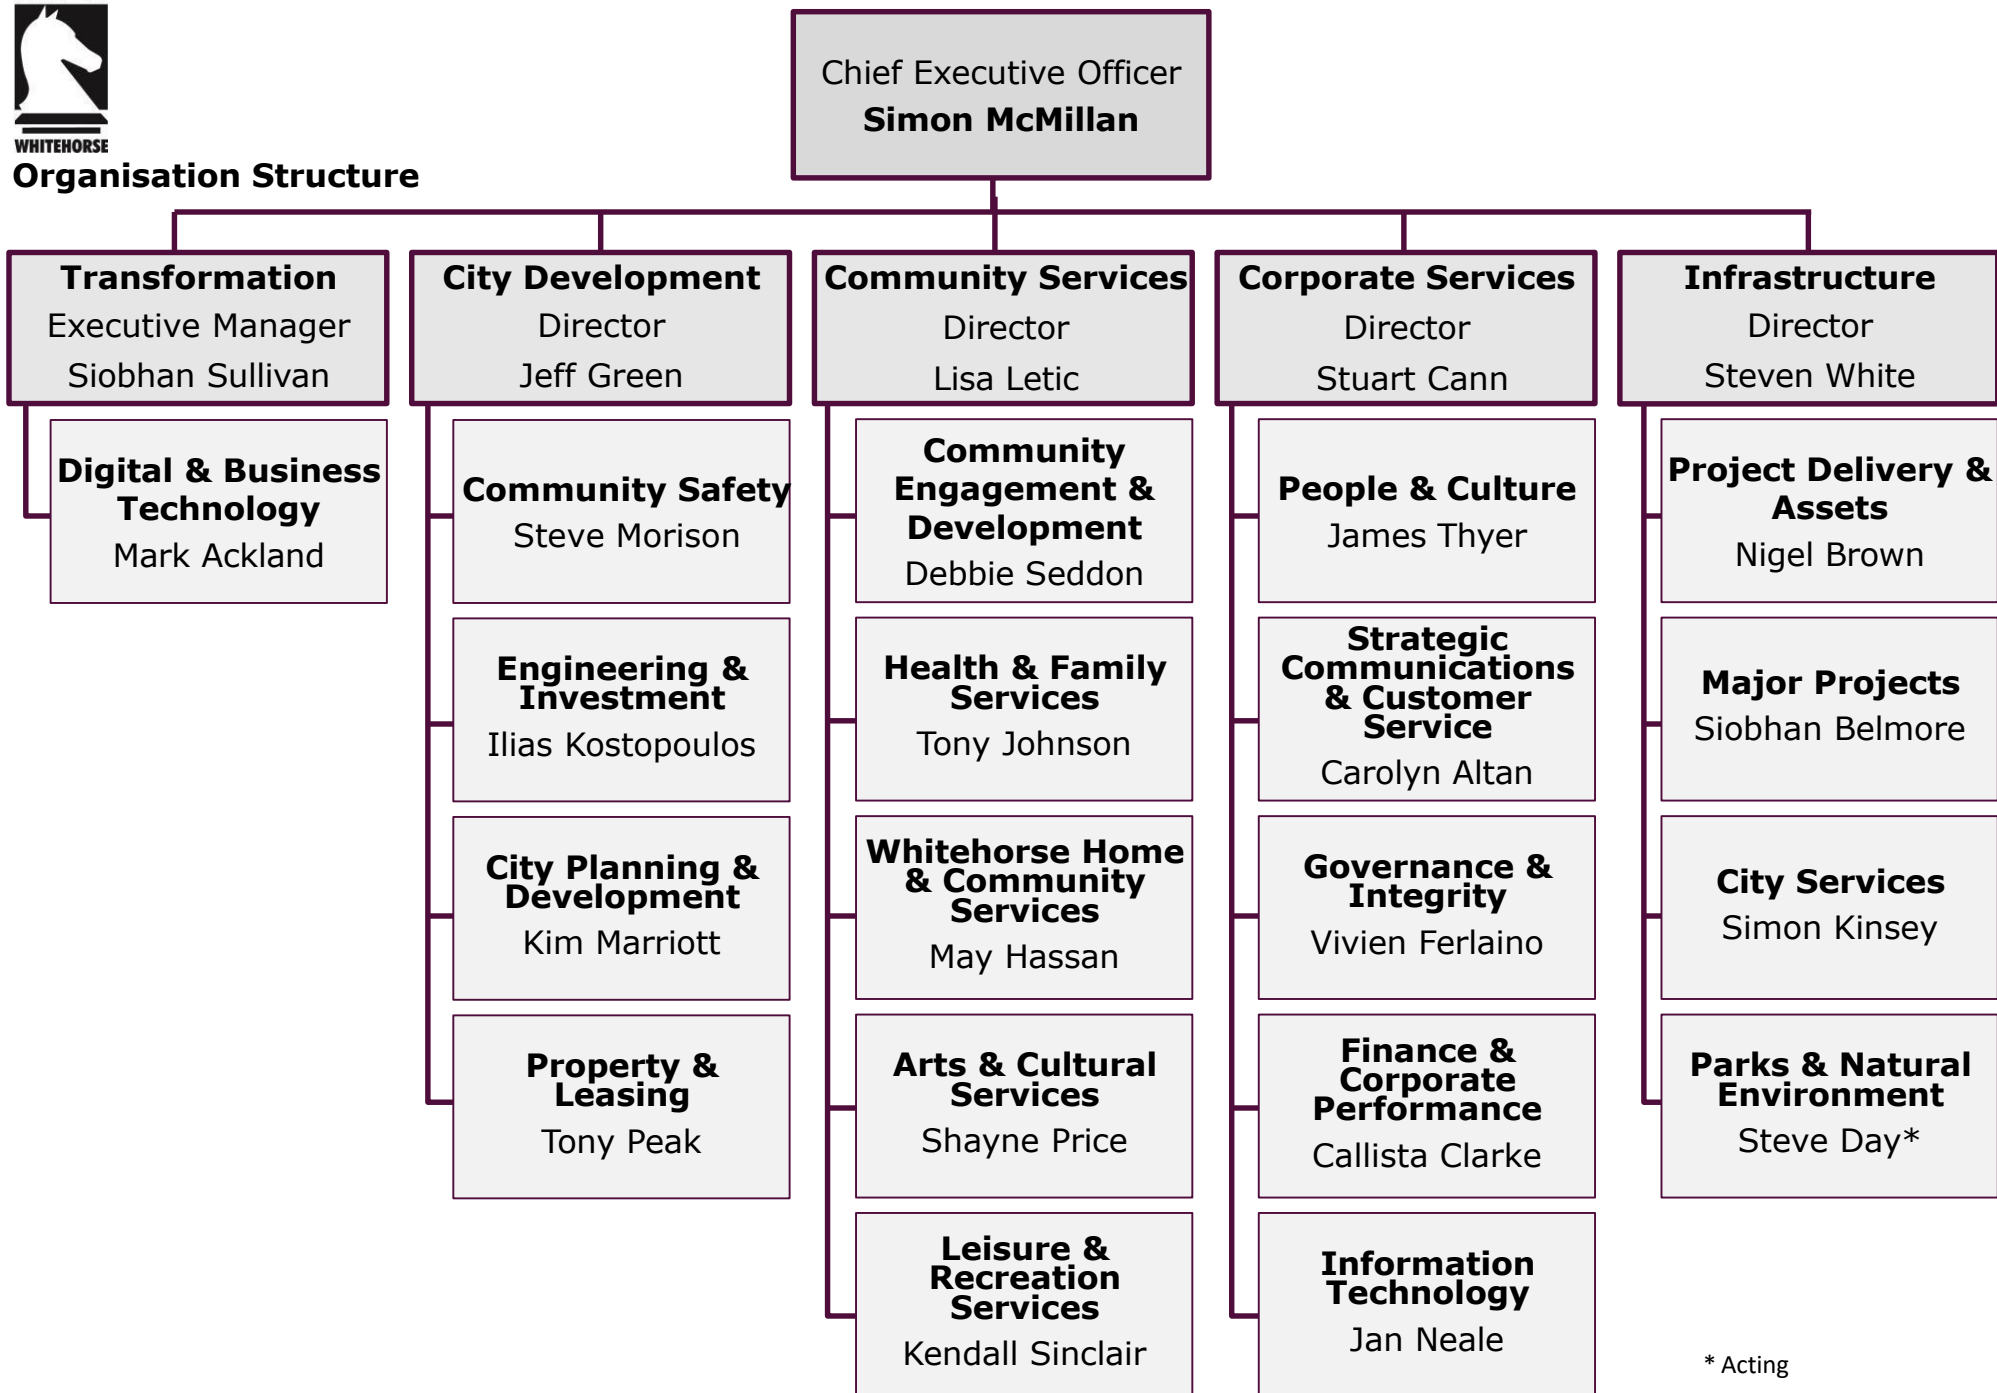 WHITEHORSE
Organisation Structure
Chief Executive Officer
Simon McMillan
Transformation
Executive Manager
Siobhan Sullivan
Digital & Business
Technology
Mark Ackland
City Development
Director
Jeff Green
Community Safety
Steve Morison
Engineering &
Investment
Ilias Kostopoulos
City Planning &
Development
Kim Marriott
Property &
Leasing
Tony Peak
Community Services
Director
Lisa Letic
Community
Engagement &
Development
Debbie Seddon
Health & Family
Services
Tony Johnson
Whitehorse Home
& Community
Services
May Hassan
Arts & Cultural
Services
Shayne Price
Leisure &
Recreation
Services
Kendall Sinclair
Corporate Services
Director
Stuart Cann
People & Culture
James Thyer
Strategic
Communications
& Customer
Service
Carolyn Altan
Governance &
Integrity
Vivien Ferlaino
Finance &
Corporate
Performance
Callista Clarke
Information
Technology
Jan Neale
Infrastructure
Director
Steven White
Project Delivery &
Assets
Nigel Brown
Major Projects
Siobhan Belmore
City Services
Simon Kinsey
Parks & Natural
Environment
Steve Day*
* Acting